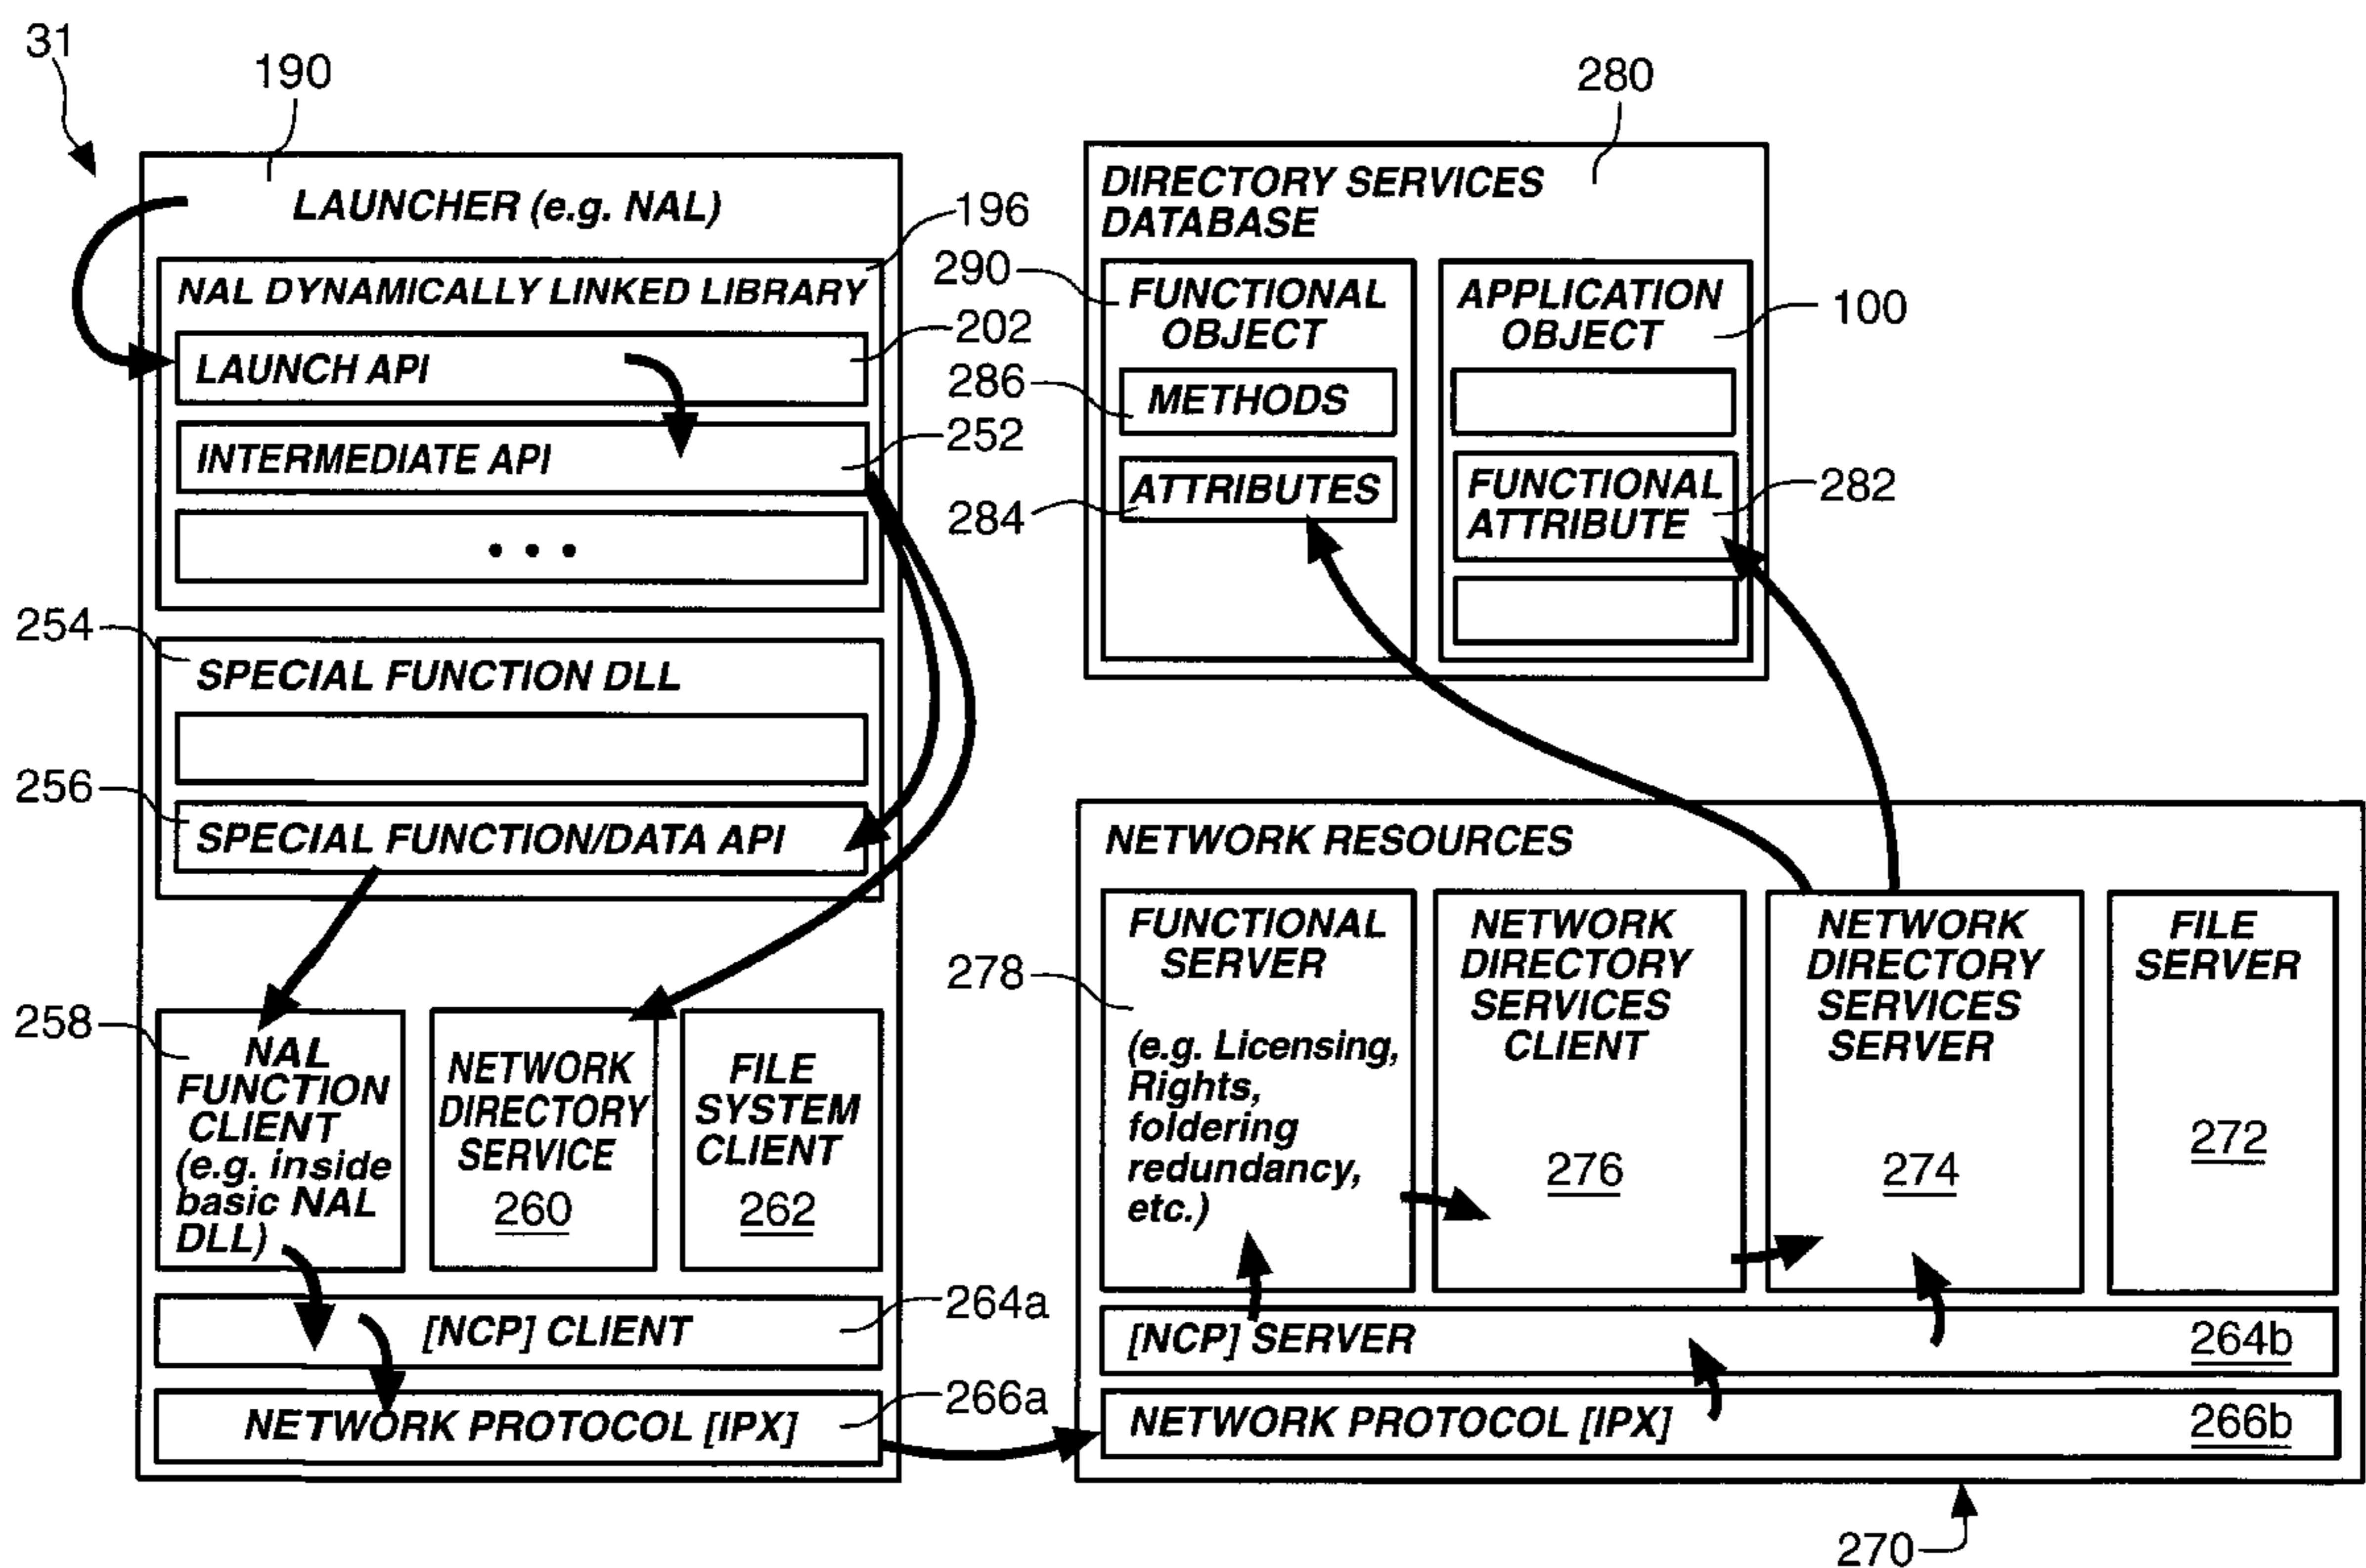 31
190
LAUNCHER (e.g. NAL)
196
NAL DYNAMICALLY LINKED LIBRARY
202
LAUNCH API
252
INTERMEDIATE API
• • •
254
SPECIAL FUNCTION DLL
256
SPECIAL FUNCTION/DATA API
258
NAL
FUNCTION
CLIENT
(e.g. inside
basic NAL
DLL)
NETWORK
DIRECTORY
SERVICE
260
FILE
SYSTEM
CLIENT
262
[NCP] CLIENT
264a
NETWORK PROTOCOL [IPX]
266a
280
DIRECTORY SERVICES
DATABASE
290
FUNCTIONAL
OBJECT
286
METHODS
284
ATTRIBUTES
APPLICATION
OBJECT
100
FUNCTIONAL
ATTRIBUTE
282
NETWORK RESOURCES
278
FUNCTIONAL
SERVER
(e.g. Licensing,
Rights,
foldering
redundancy,
etc.)
NETWORK
DIRECTORY
SERVICES
CLIENT
276
NETWORK
DIRECTORY
SERVICES
SERVER
274
FILE
SERVER
272
[NCP] SERVER
264b
NETWORK PROTOCOL [IPX]
266b
270